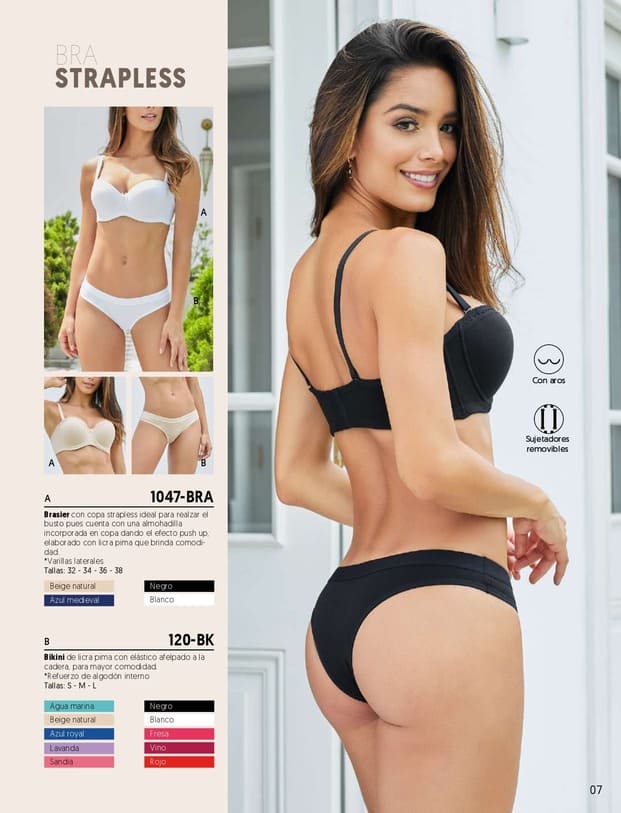 BRA
STRAPLESS
A
B
A
B
A 1047-BRA
Brasier con copa strapless ideal para realzar el
busto pues cuenta con una almohadilla
incorporada en copa dando el efecto push up,
elaborado con licra pima que brinda comodi-
dad.
*Varillas laterales
Tallas: 32 - 34 - 36 - 38
Beige natural Negro
Azul medieval Blanco
B 120-BK
Bikini de licra pima con elástico afelpado a la
cadera, para mayor comodidad.
*Refuerzo de algodón interno
Tallas: S - M - L
Agua marina Negro
Beige natural Blanco
Azul royal Fresa
Lavanda Vino
Sandia Rojo
Con aros
Sujetadores
removibles
07